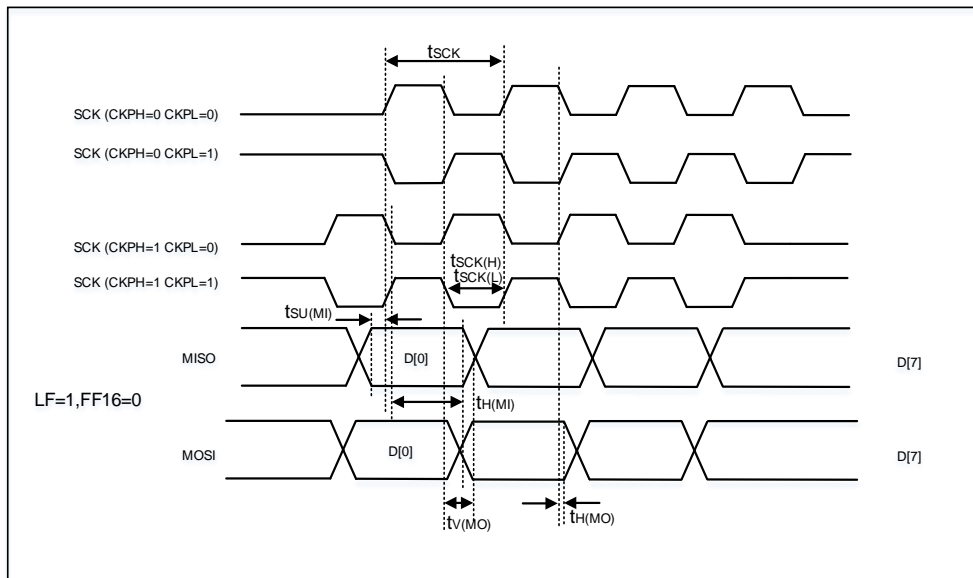 tSCK
SCK (CKPH=0 CKPL=0)
SCK (CKPH=0 CKPL=1)
SCK (CKPH=1 CKPL=0)
tSCK(H)
tSCK(L)
SCK (CKPH=1 CKPL=1)
tSU(MI)
MISO
D[0]
D[7]
LF=1,FF16=0
tH(MI)
MOSI
D[0]
D[7]
tV(MO)
tH(MO)